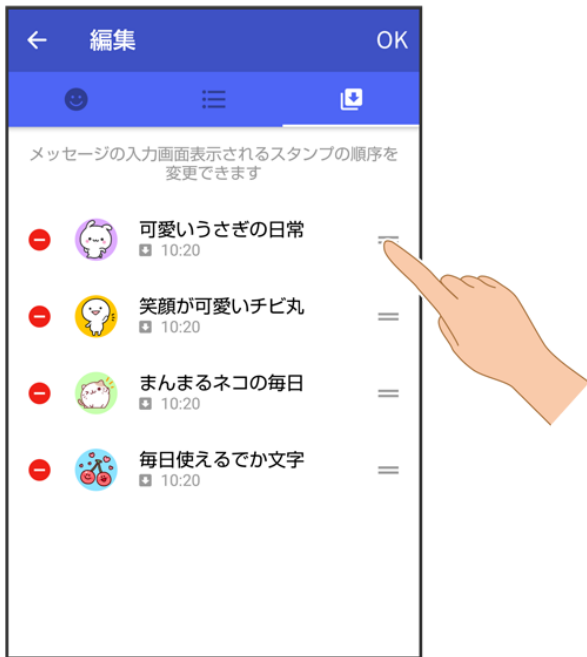 編集
OK
メッセージの入力画面表示されるスタンプの順序を
変更できます
可愛いうさぎの日常
10:20
笑顔が可愛いチビ丸
10:20
まんまるネコの毎日
10:20
毎日使えるでか文字
10:20